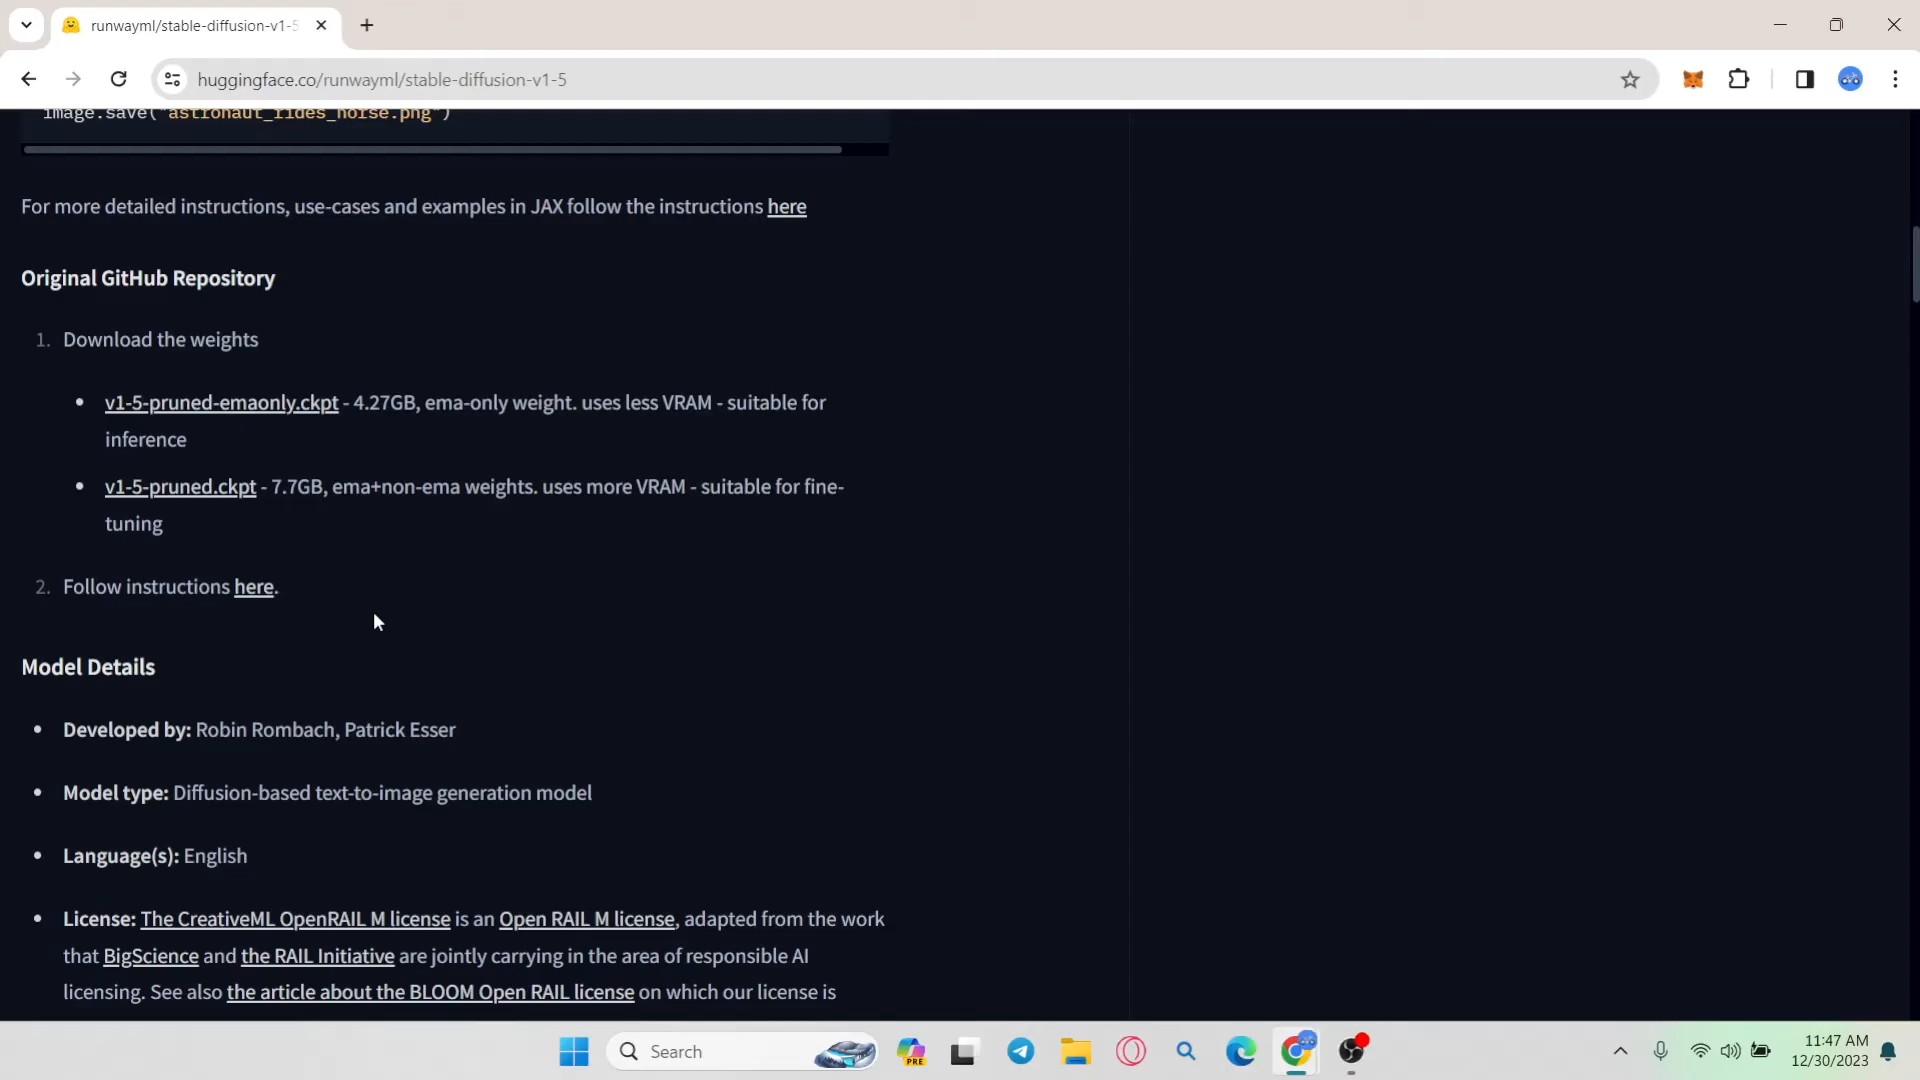 runwayml/stable-diffusion-v1-5
huggingface.co/runwayml/stable-diffusion-v1-5
image.save("astronaut_rides_horse.png")
For more detailed instructions, use-cases and examples in JAX follow the instructions here
Original GitHub Repository
1. Download the weights
• v1-5-pruned-emaonly.ckpt - 4.27GB, ema-only weight. uses less VRAM - suitable for
inference
• v1-5-pruned.ckpt - 7.7GB, ema+non-ema weights. uses more VRAM - suitable for fine-
tuning
2. Follow instructions here.
Model Details
• Developed by: Robin Rombach, Patrick Esser
• Model type: Diffusion-based text-to-image generation model
• Language(s): English
• License: The CreativeML OpenRAIL M license is an Open RAIL M license, adapted from the work
that BigScience and the RAIL Initiative are jointly carrying in the area of responsible AI
licensing. See also the article about the BLOOM Open RAIL license on which our license is
Search
PRE
11:47 AM
12/30/2023